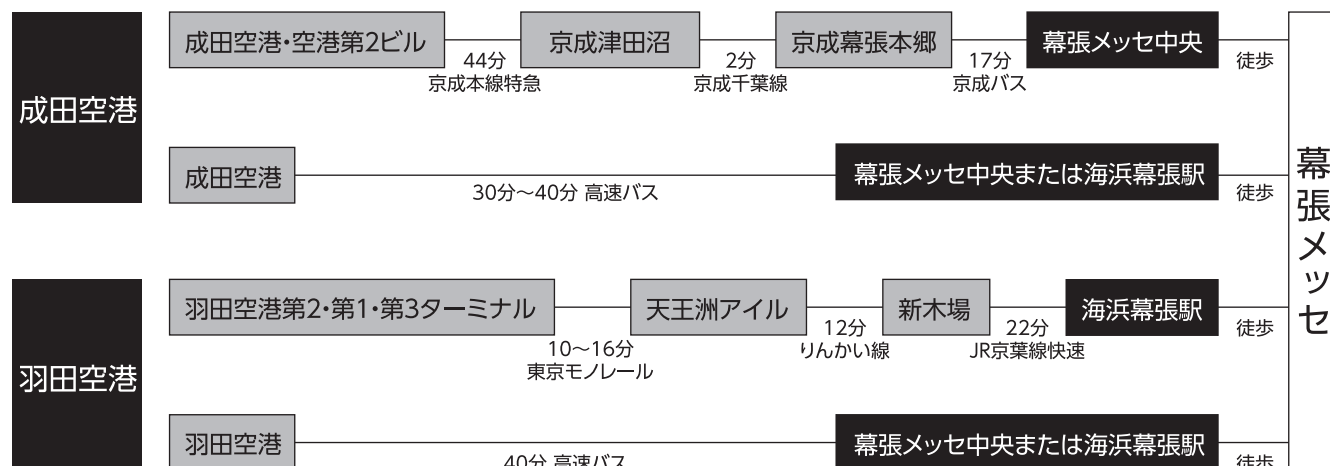 成田空港
成田空港・空港第2ビル
44分
京成本線特急
京成津田沼
2分
京成千葉線
京成幕張本郷
17分
京成バス
幕張メッセ中央
徒歩
成田空港
30分～40分 高速バス
幕張メッセ中央または海浜幕張駅
徒歩
羽田空港
羽田空港第2・第1・第3ターミナル
10～16分
東京モノレール
天王洲アイル
12分
りんかい線
新木場
22分
JR京葉線快速
海浜幕張駅
徒歩
羽田空港
40分 高速バス
幕張メッセ中央または海浜幕張駅
徒歩
幕張メッセ